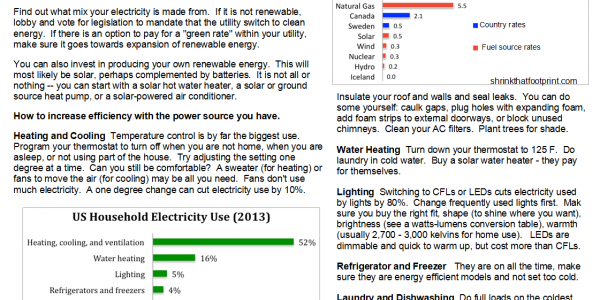 Find out what mix your electricity is made from.  If it is not renewable,
lobby and vote for legislation to mandate that the utility switch to clean
energy.  If there is an option to pay for a "green rate" within your utility,
make sure it goes towards expansion of renewable energy.
You can also invest in producing your own renewable energy.  This will
most likely be solar, perhaps complemented by batteries.  It is not all or
nothing -- you can start with a solar hot water heater, a solar or ground
source heat pump, or a solar-powered air conditioner.
How to increase efficiency with the power source you have.
Heating and Cooling  Temperature control is by far the biggest use.
Program your thermostat to turn off when you are not home, when you are
asleep, or not using part of the house.  Try adjusting the setting one
degree at a time.  Can you still be comfortable?  A sweater (for heating) or
fans to move the air (for cooling) may be all you need.  Fans don't use
much electricity.  A one degree change can cut electricity use by 10%.
US Household Electricity Use (2013)
Heating, cooling, and ventilation 52%
Water heating 16%
Lighting 5%
Refrigerators and freezers 4%
Natural Gas 5.5
Canada 2.1
Sweden 0.5
Solar 0.5
Wind 0.3
Nuclear 0.3
Hydro 0.2
Iceland 0.0
Country rates
Fuel source rates
shrinkthatfootprint.com
Insulate your roof and walls and seal leaks.  You can do
some yourself: caulk gaps, plug holes with expanding foam,
add foam strips to external doorways, or block unused
chimneys.  Clean your AC filters.  Plant trees for shade.
Water Heating  Turn down your thermostat to 125 F.  Do
laundry in cold water.  Buy a solar water heater - they pay
for themselves.
Lighting  Switching to CFLs or LEDs cuts electricity used
by lights by 80%.  Change frequently used lights first.  Make
sure you buy the right fit, shape (to shine where you want),
brightness (see a watts-lumens conversion table), warmth
(usually 2,700 - 3,000 kelvins for home use).  LEDs are
dimmable and quick to warm up, but cost more than CFLs.
Refrigerator and Freezer  They are on all the time, make
sure they are energy efficient models and not set too cold.
Laundry and Dishwashing  Do full loads on the coldest